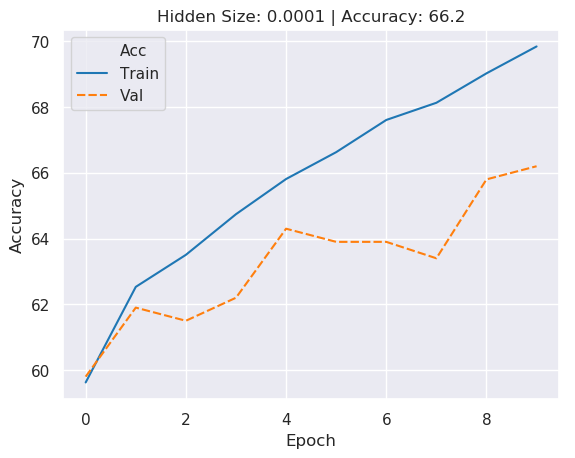 Hidden Size: 0.0001 | Accuracy: 66.2
Acc
Train
Val
Accuracy
70
68
66
64
62
60
0 2 4 6 8
Epoch